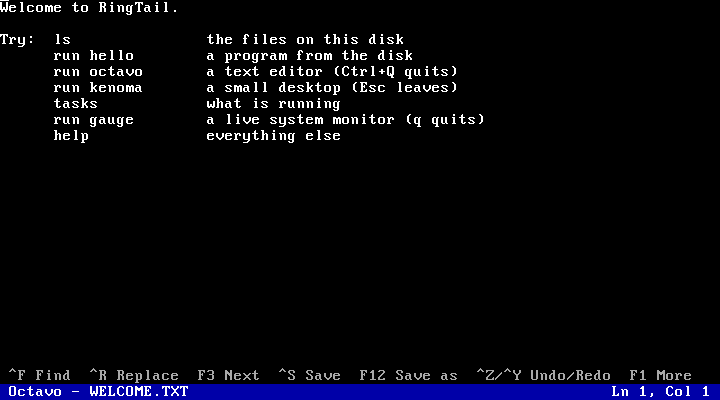 Welcome to RingTail.
Try: ls the files on this disk
run hello a program from the disk
run octavo a text editor (Ctrl+Q quits)
run kenoma a small desktop (Esc leaves)
tasks what is running
run gauge a live system monitor (q quits)
help everything else
^F Find ^R Replace F3 Next ^S Save F12 Save as ^Z/^Y Undo/Redo F1 More
Octavo - WELCOME.TXT Ln 1, Col 1